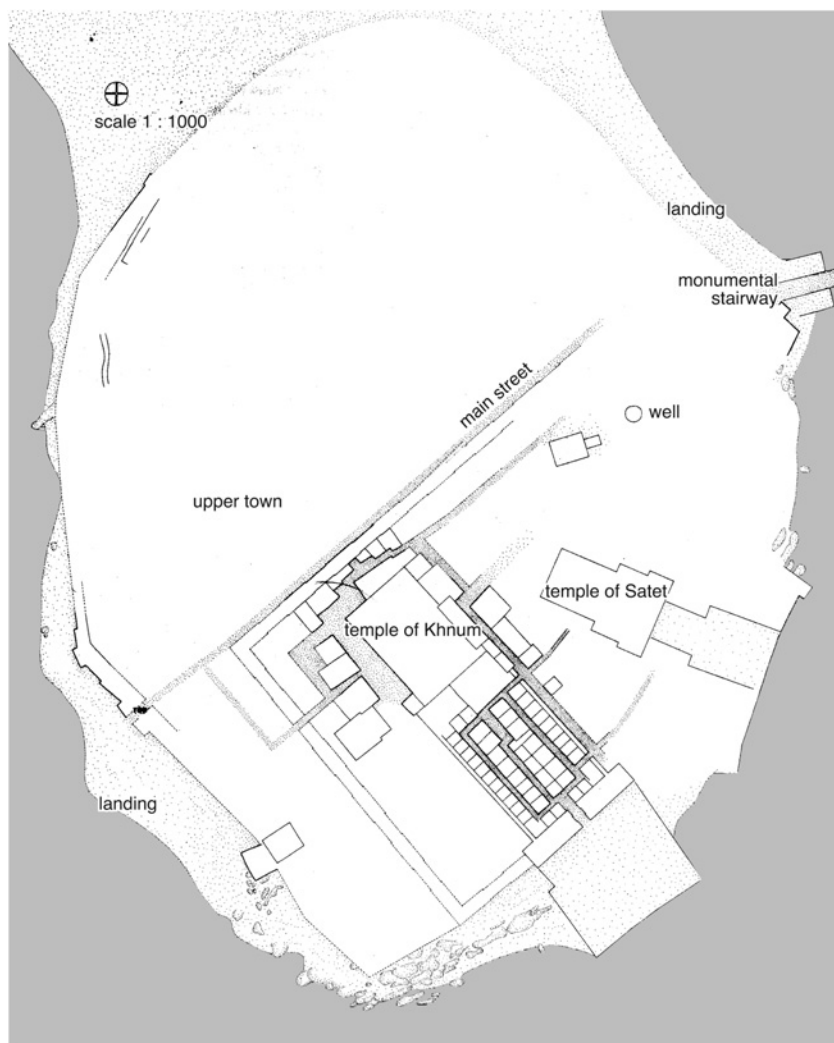 scale 1 : 1000
landing
monumental
stairway
main street
well
upper town
temple of Satet
temple of Khnum
landing